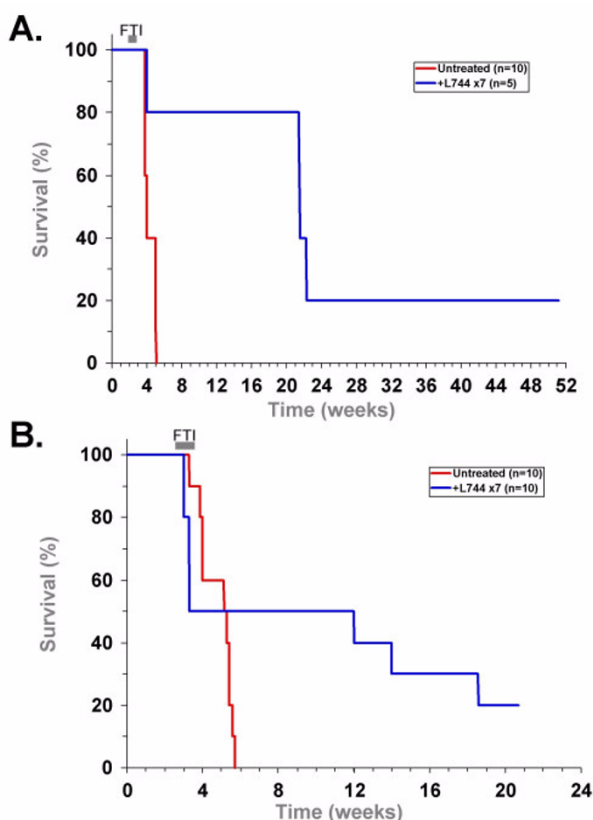 A.
FTI
Untreated (n=10)
+L744 x7 (n=5)
100
80
60
40
20
0
Survival (%)
0 4 8 12 16 20 24 28 32 36 40 44 48 52
Time (weeks)
B.
FTI
Untreated (n=10)
+L744 x7 (n=10)
100
80
60
40
20
0
Survival (%)
0 4 8 12 16 20 24
Time (weeks)